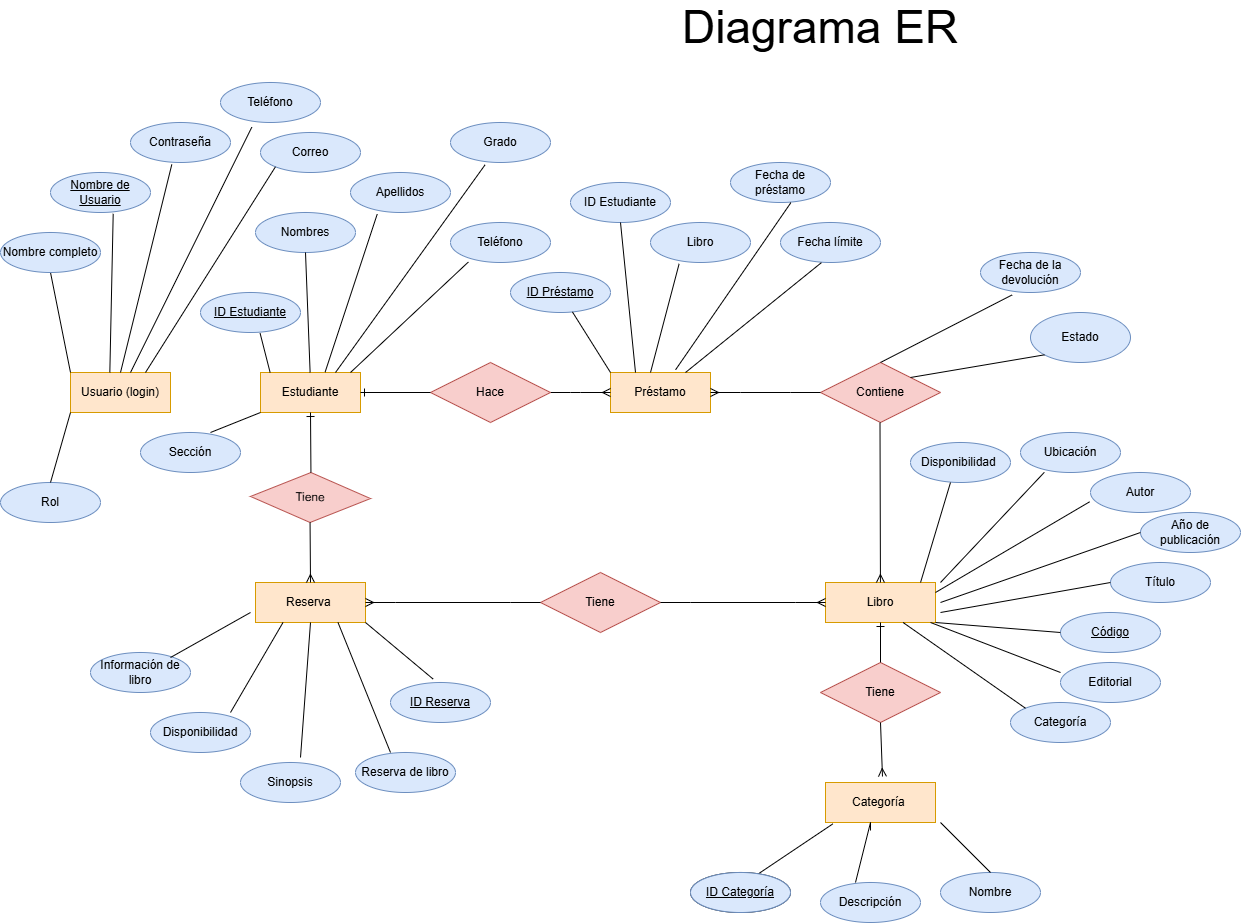 Diagrama ER
Teléfono
Contraseña
Correo
Grado
Nombre de
Usuario
Apellidos
Fecha de
préstamo
ID Estudiante
Nombres
Teléfono
Libro
Fecha límite
Nombre completo
Fecha de la
devolución
ID Préstamo
ID Estudiante
Estado
Usuario (login)
Estudiante
Hace
Préstamo
Contiene
Sección
Ubicación
Disponibilidad
Rol
Tiene
Autor
Año de
publicación
Título
Reserva
Tiene
Libro
Código
Información de
libro
Editorial
Tiene
ID Reserva
Categoría
Disponibilidad
Sinopsis
Reserva de libro
Categoría
ID Categoría
Descripción
Nombre